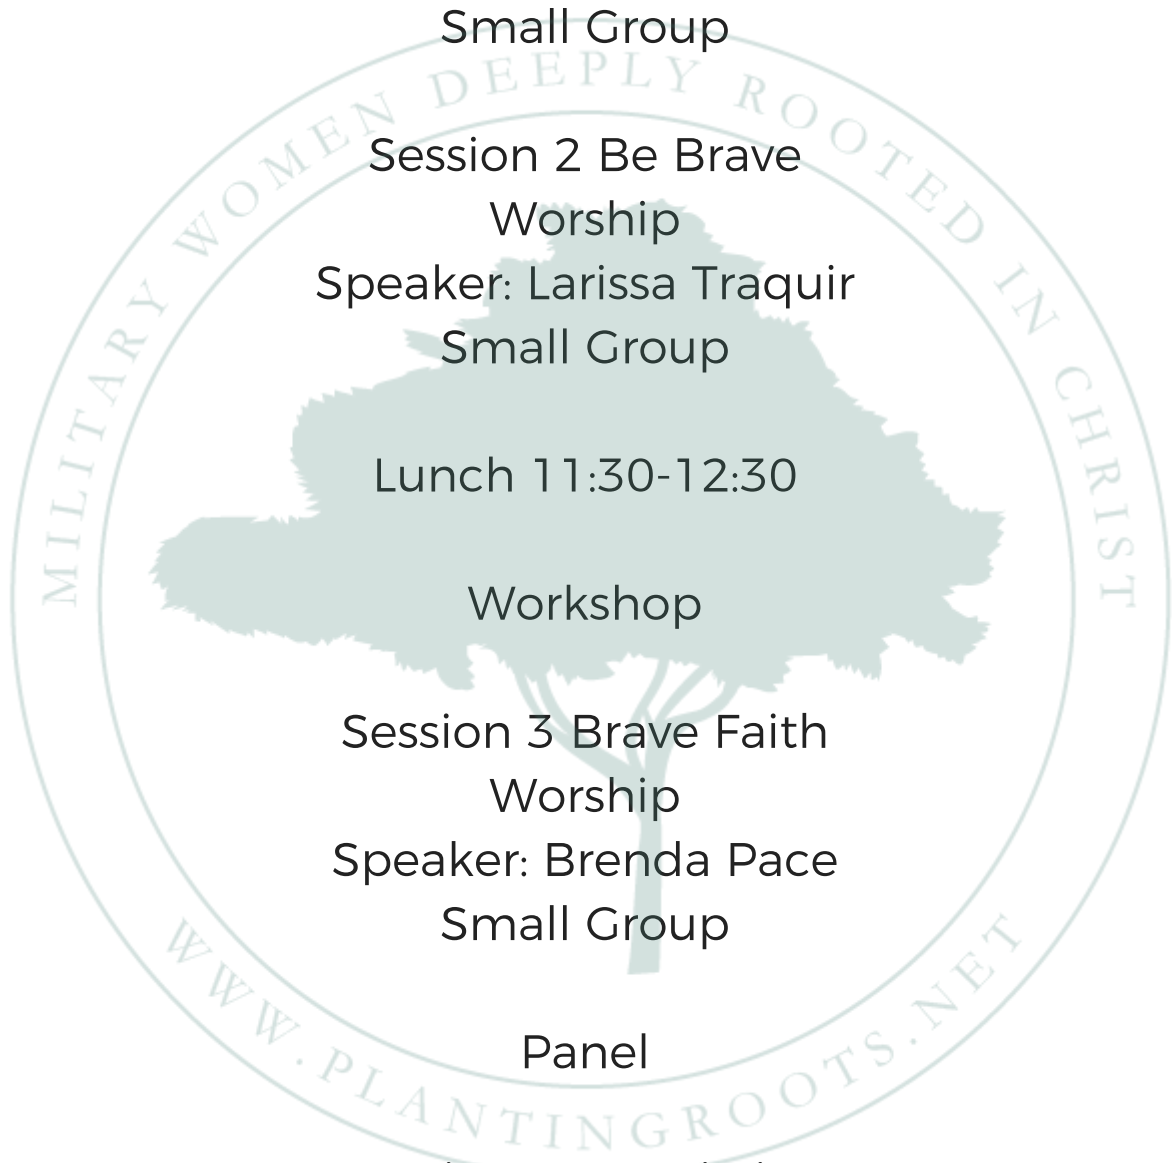 Small Group
Session 2 Be Brave
Worship
Speaker: Larissa Traquir
Small Group
Lunch 11:30-12:30
Workshop
Session 3 Brave Faith
Worship
Speaker: Brenda Pace
Small Group
Panel
MILITARY WOMEN DEEPLY ROOTED IN CHRIST
WWW.PLANTINGROOTS.NET